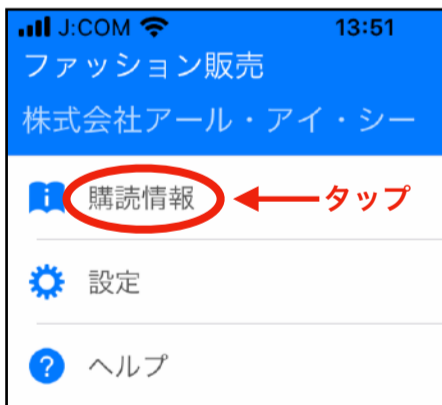 J:COM 13:51
ファッション販売
株式会社アール・アイ・シー
購読情報 タップ
設定
ヘルプ